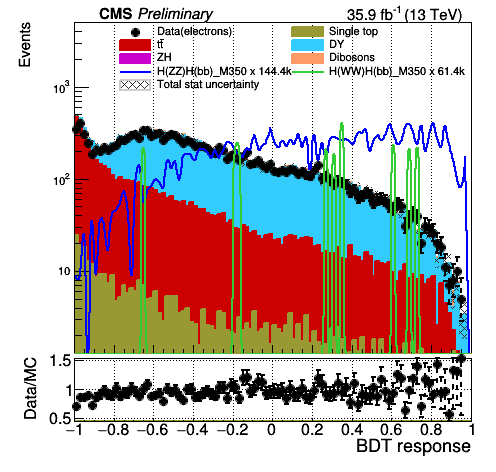 CMS Preliminary 35.9 fb⁻¹ (13 TeV)
Data(electrons) Single top
tt̄ DY
ZH Dibosons
H(ZZ)H(bb)_M350 x 144.4k H(WW)H(bb)_M350 x 61.4k
Total stat uncertainty
Events
10³
10²
10
Data/MC
1.5
1
0.5
−1 −0.8 −0.6 −0.4 −0.2 0 0.2 0.4 0.6 0.8 1
BDT response